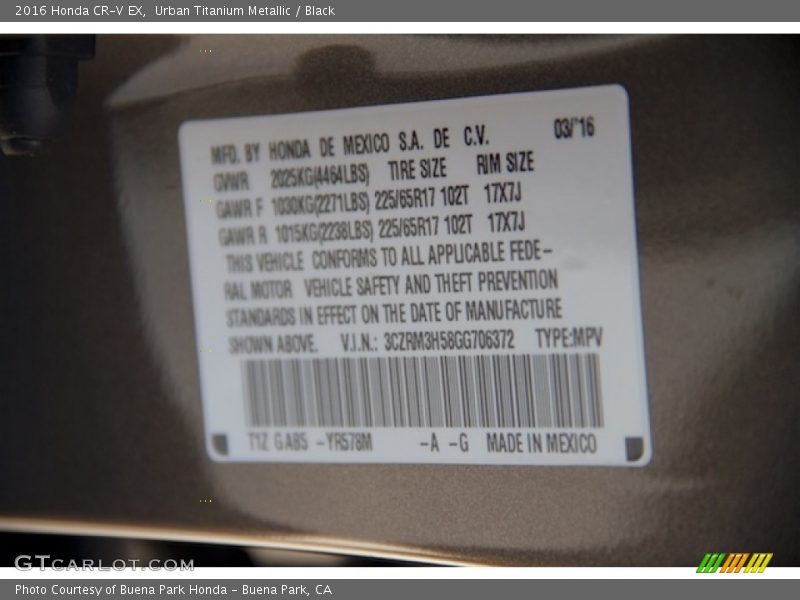 2016 Honda CR-V EX, Urban Titanium Metallic / Black
MFD. BY HONDA DE MEXICO S.A. DE C.V. 03/'16
GVWR 2025KG(4464LBS) TIRE SIZE RIM SIZE
GAWR F 1030KG(2271LBS) 225/65R17 102T 17X7J
GAWR R 1015KG(2238LBS) 225/65R17 102T 17X7J
THIS VEHICLE CONFORMS TO ALL APPLICABLE FEDE-
RAL MOTOR VEHICLE SAFETY AND THEFT PREVENTION
STANDARDS IN EFFECT ON THE DATE OF MANUFACTURE
SHOWN ABOVE. V.I.N.: 3CZRM3H58GG706372 TYPE:MPV
T1Z GA85 -YR578M -A -G MADE IN MEXICO
GTCARLOT.COM
Photo Courtesy of Buena Park Honda - Buena Park, CA